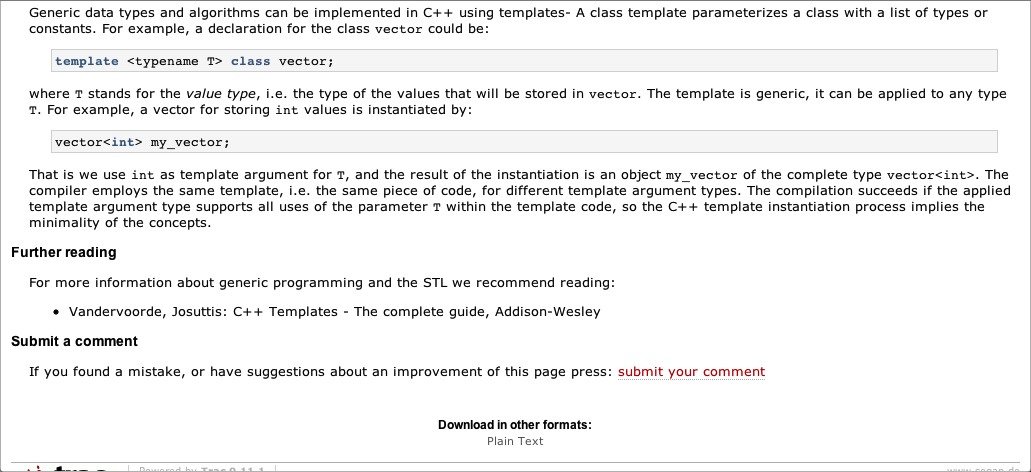 Generic data types and algorithms can be implemented in C++ using templates- A class template parameterizes a class with a list of types or
constants. For example, a declaration for the class vector could be:
template <typename T> class vector;
where T stands for the value type, i.e. the type of the values that will be stored in vector. The template is generic, it can be applied to any type
T. For example, a vector for storing int values is instantiated by:
vector<int> my_vector;
That is we use int as template argument for T, and the result of the instantiation is an object my_vector of the complete type vector<int>. The
compiler employs the same template, i.e. the same piece of code, for different template argument types. The compilation succeeds if the applied
template argument type supports all uses of the parameter T within the template code, so the C++ template instantiation process implies the
minimality of the concepts.
Further reading
For more information about generic programming and the STL we recommend reading:
• Vandervoorde, Josuttis: C++ Templates - The complete guide, Addison-Wesley
Submit a comment
If you found a mistake, or have suggestions about an improvement of this page press: submit your comment
Download in other formats:
Plain Text
Powered by Trac 0.11.1